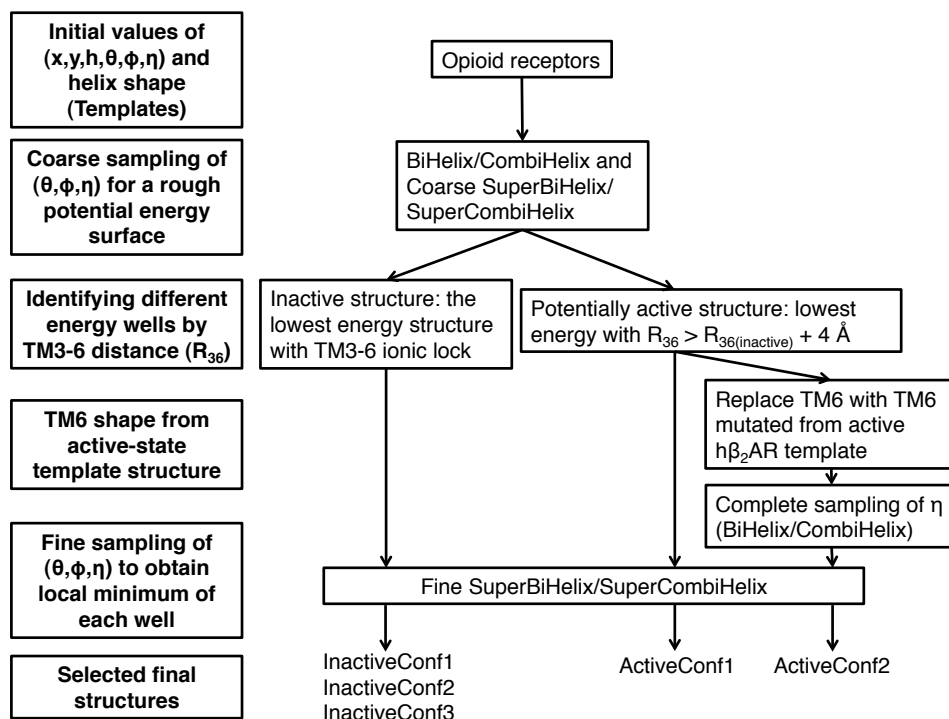 Initial values of
(x,y,h,θ,ϕ,η) and
helix shape
(Templates)
Opioid receptors
Coarse sampling of
(θ,ϕ,η) for a rough
potential energy
surface
BiHelix/CombiHelix and
Coarse SuperBiHelix/
SuperCombiHelix
Identifying different
energy wells by
TM3-6 distance (R36)
Inactive structure: the
lowest energy structure
with TM3-6 ionic lock
Potentially active structure: lowest
energy with R36 > R36(inactive) + 4 Å
TM6 shape from
active-state
template structure
Replace TM6 with TM6
mutated from active
hβ2AR template
Complete sampling of η
(BiHelix/CombiHelix)
Fine sampling of
(θ,ϕ,η) to obtain
local minimum of
each well
Fine SuperBiHelix/SuperCombiHelix
Selected final
structures
InactiveConf1
InactiveConf2
InactiveConf3
ActiveConf1
ActiveConf2